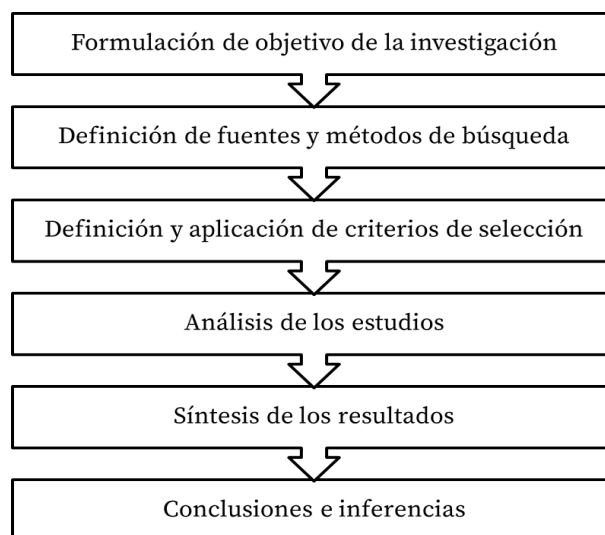 Formulación de objetivo de la investigación
Definición de fuentes y métodos de búsqueda
Definición y aplicación de criterios de selección
Análisis de los estudios
Síntesis de los resultados
Conclusiones e inferencias